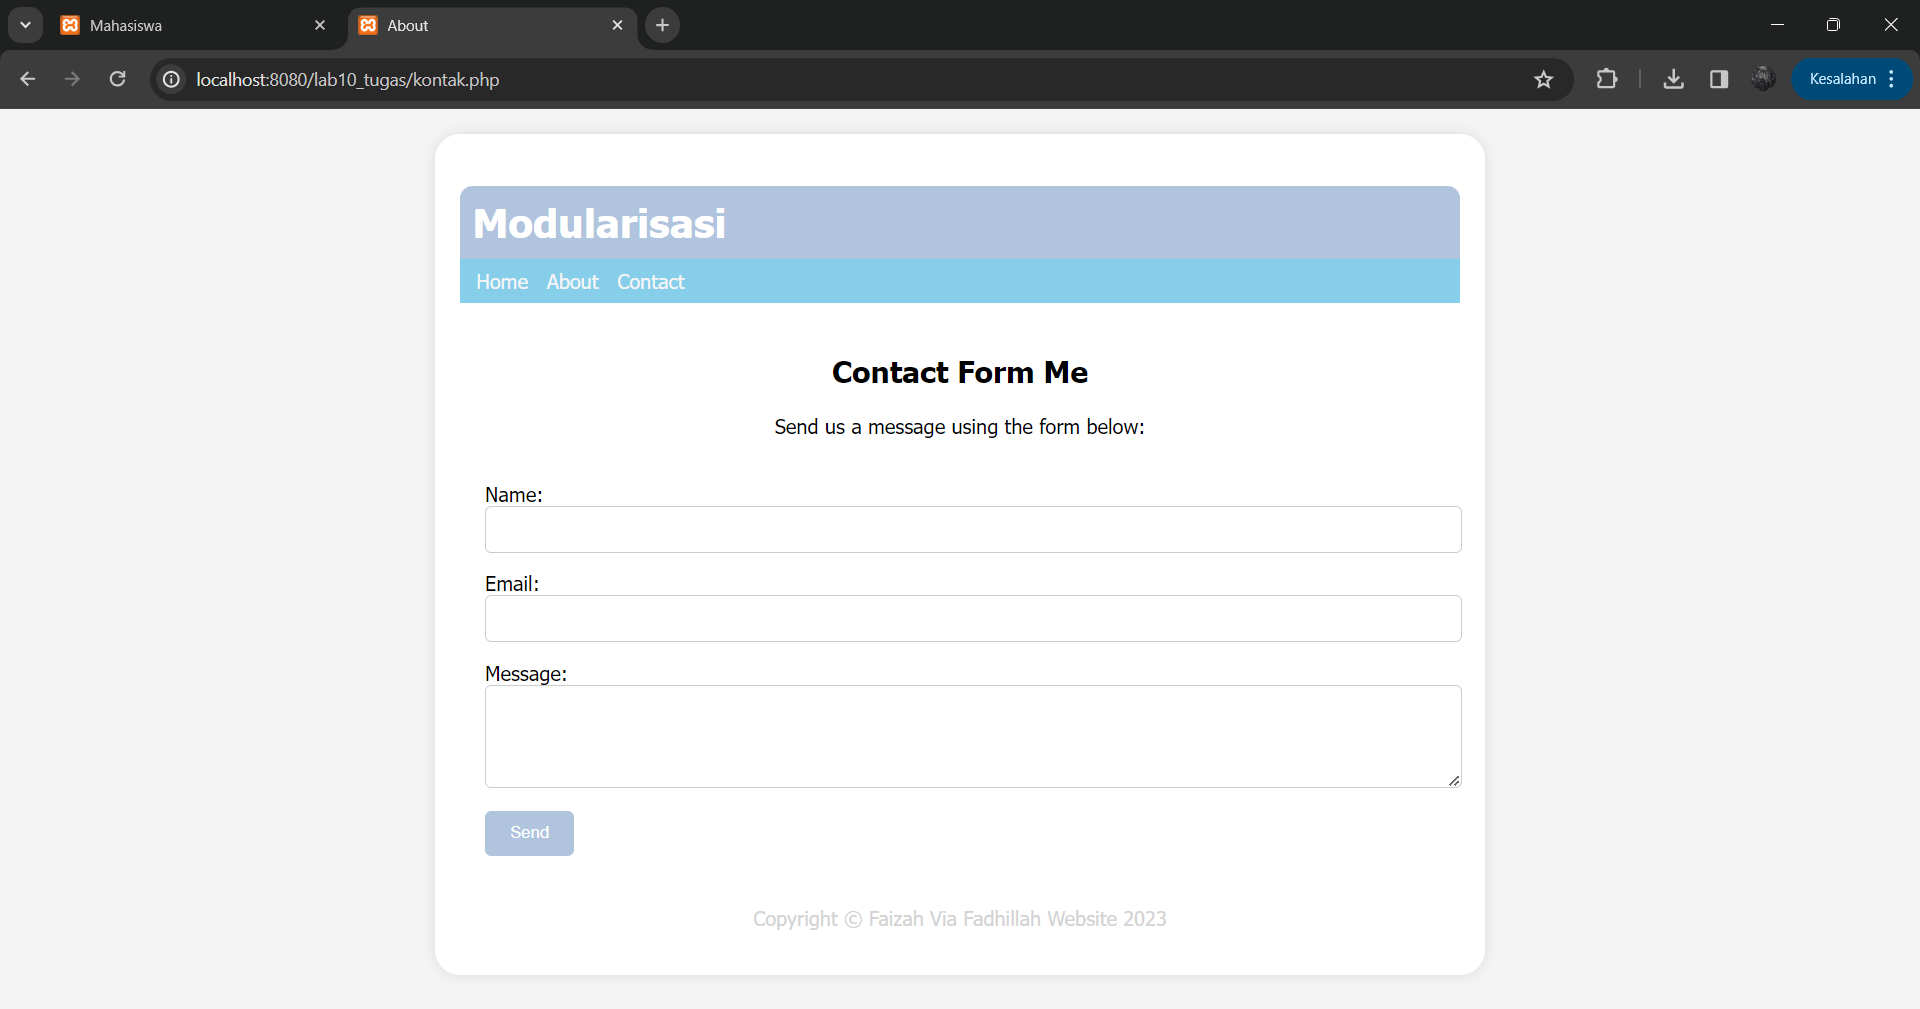 Mahasiswa
About
localhost:8080/lab10_tugas/kontak.php
Kesalahan
Modularisasi
Home About Contact
Contact Form Me
Send us a message using the form below:
Name:
Email:
Message:
Send
Copyright © Faizah Via Fadhillah Website 2023